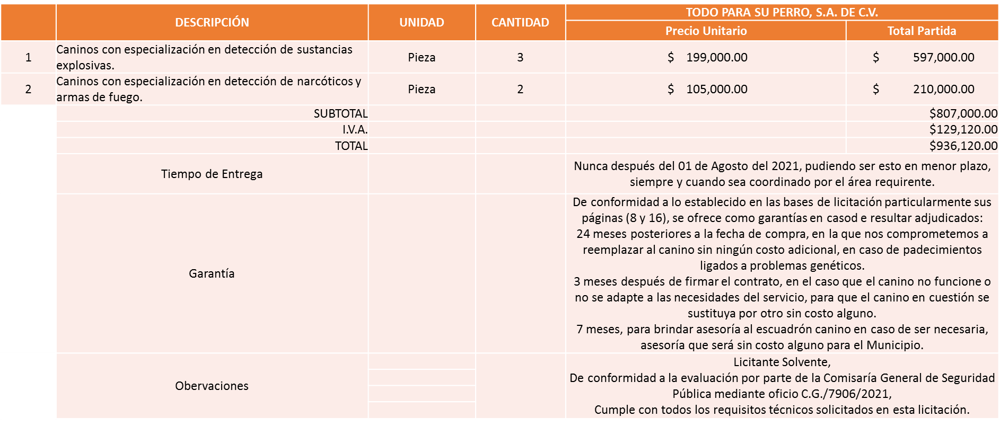 DESCRIPCIÓN
UNIDAD
CANTIDAD
TODO PARA SU PERRO, S.A. DE C.V.
Precio Unitario
Total Partida
1
Caninos con especialización en detección de sustancias
explosivas.
Pieza
3
$ 199,000.00
$ 597,000.00
2
Caninos con especialización en detección de narcóticos y
armas de fuego.
Pieza
2
$ 105,000.00
$ 210,000.00
SUBTOTAL
$807,000.00
I.V.A.
$129,120.00
TOTAL
$936,120.00
Tiempo de Entrega
Nunca después del 01 de Agosto del 2021, pudiendo ser esto en menor plazo,
siempre y cuando sea coordinado por el área requirente.
Garantía
De conformidad a lo establecido en las bases de licitación particularmente sus
páginas (8 y 16), se ofrece como garantías en casod e resultar adjudicados:
24 meses posteriores a la fecha de compra, en la que nos comprometemos a
reemplazar al canino sin ningún costo adicional, en caso de padecimientos
ligados a problemas genéticos.
3 meses después de firmar el contrato, en el caso que el canino no funcione o
no se adapte a las necesidades del servicio, para que el canino en cuestión se
sustituya por otro sin costo alguno.
7 meses, para brindar asesoría al escuadrón canino en caso de ser necesaria,
asesoría que será sin costo alguno para el Municipio.
Obervaciones
Licitante Solvente,
De conformidad a la evaluación por parte de la Comisaría General de Seguridad
Pública mediante oficio C.G./7906/2021,
Cumple con todos los requisitos técnicos solicitados en esta licitación.